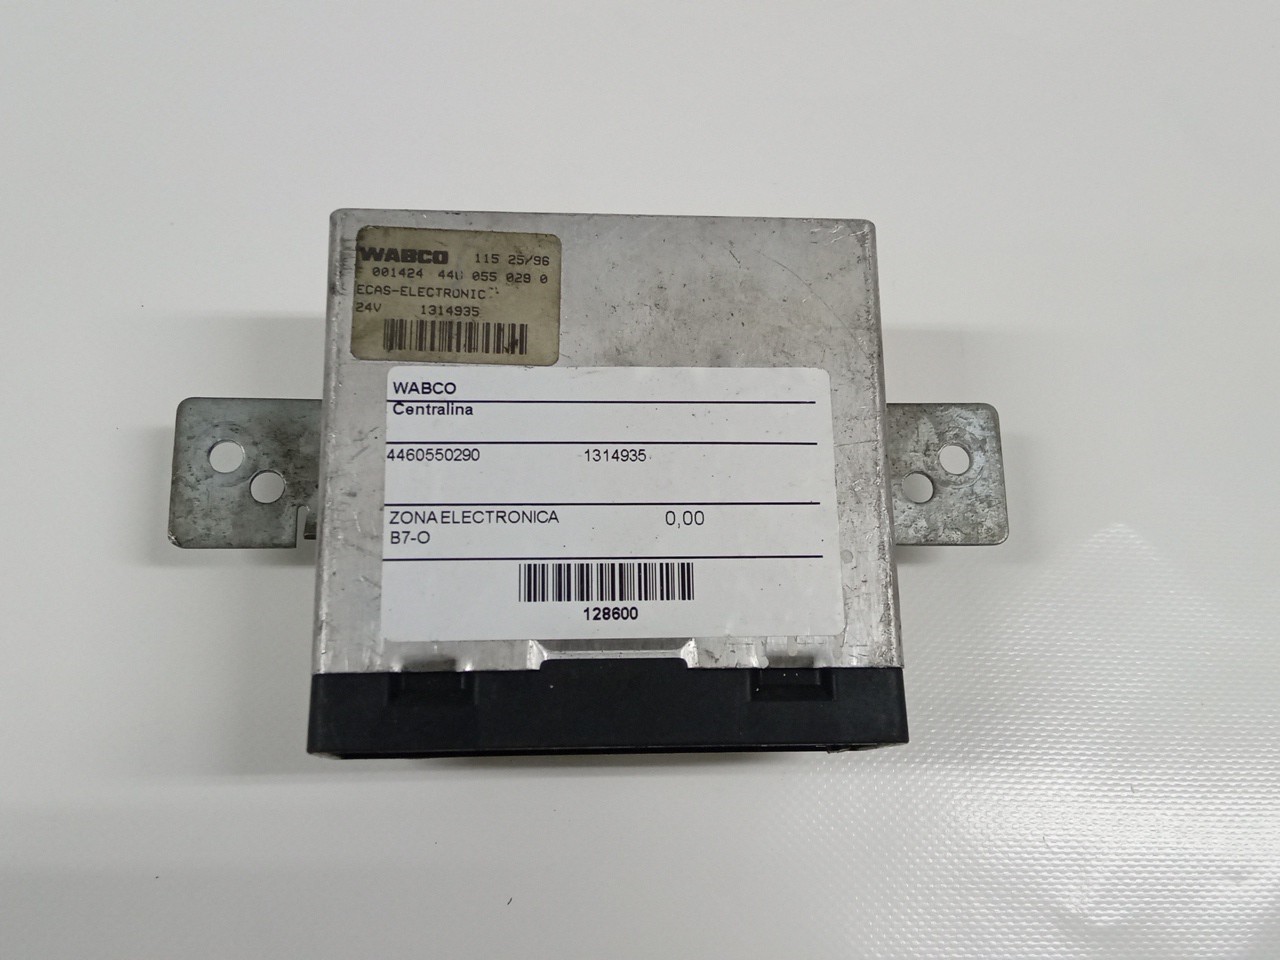 WABCO 115 25/96
001424 446 055 029 0
ECAS-ELECTRONIC
24V 1314935
WABCO
Centralina
4460550290 1314935
ZONA ELECTRONICA 0,00
B7-O
128600